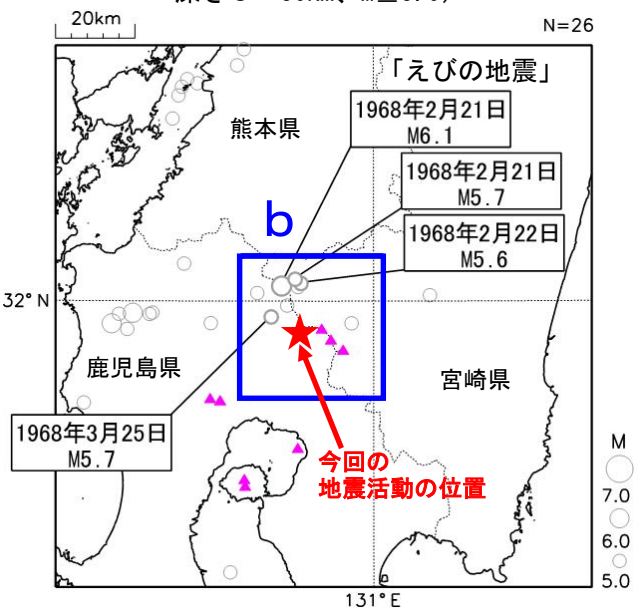 20km
N=26
「えびの地震」
1968年2月21日
M6.1
熊本県
1968年2月21日
M5.7
b
1968年2月22日
M5.6
32°N
鹿児島県
宮崎県
1968年3月25日
M5.7
今回の
地震活動の位置
M
7.0
6.0
5.0
131°E